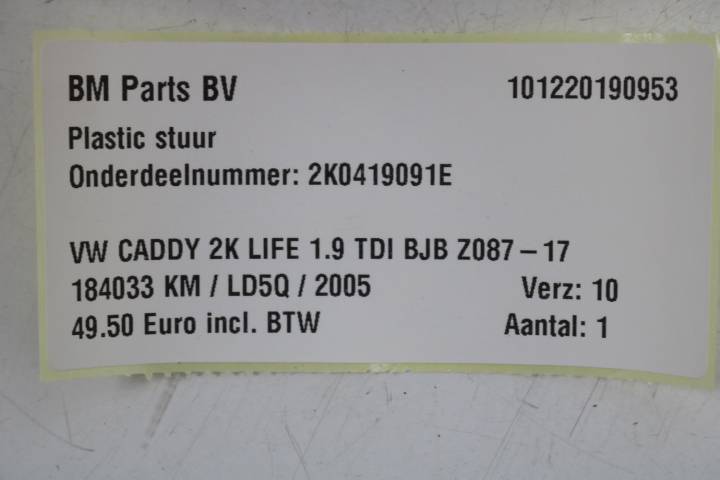 BM Parts BV 101220190953
Plastic stuur
Onderdeelnummer: 2K0419091E
VW CADDY 2K LIFE 1.9 TDI BJB Z087-17
184033 KM / LD5Q / 2005 Verz: 10
49.50 Euro incl. BTW Aantal: 1